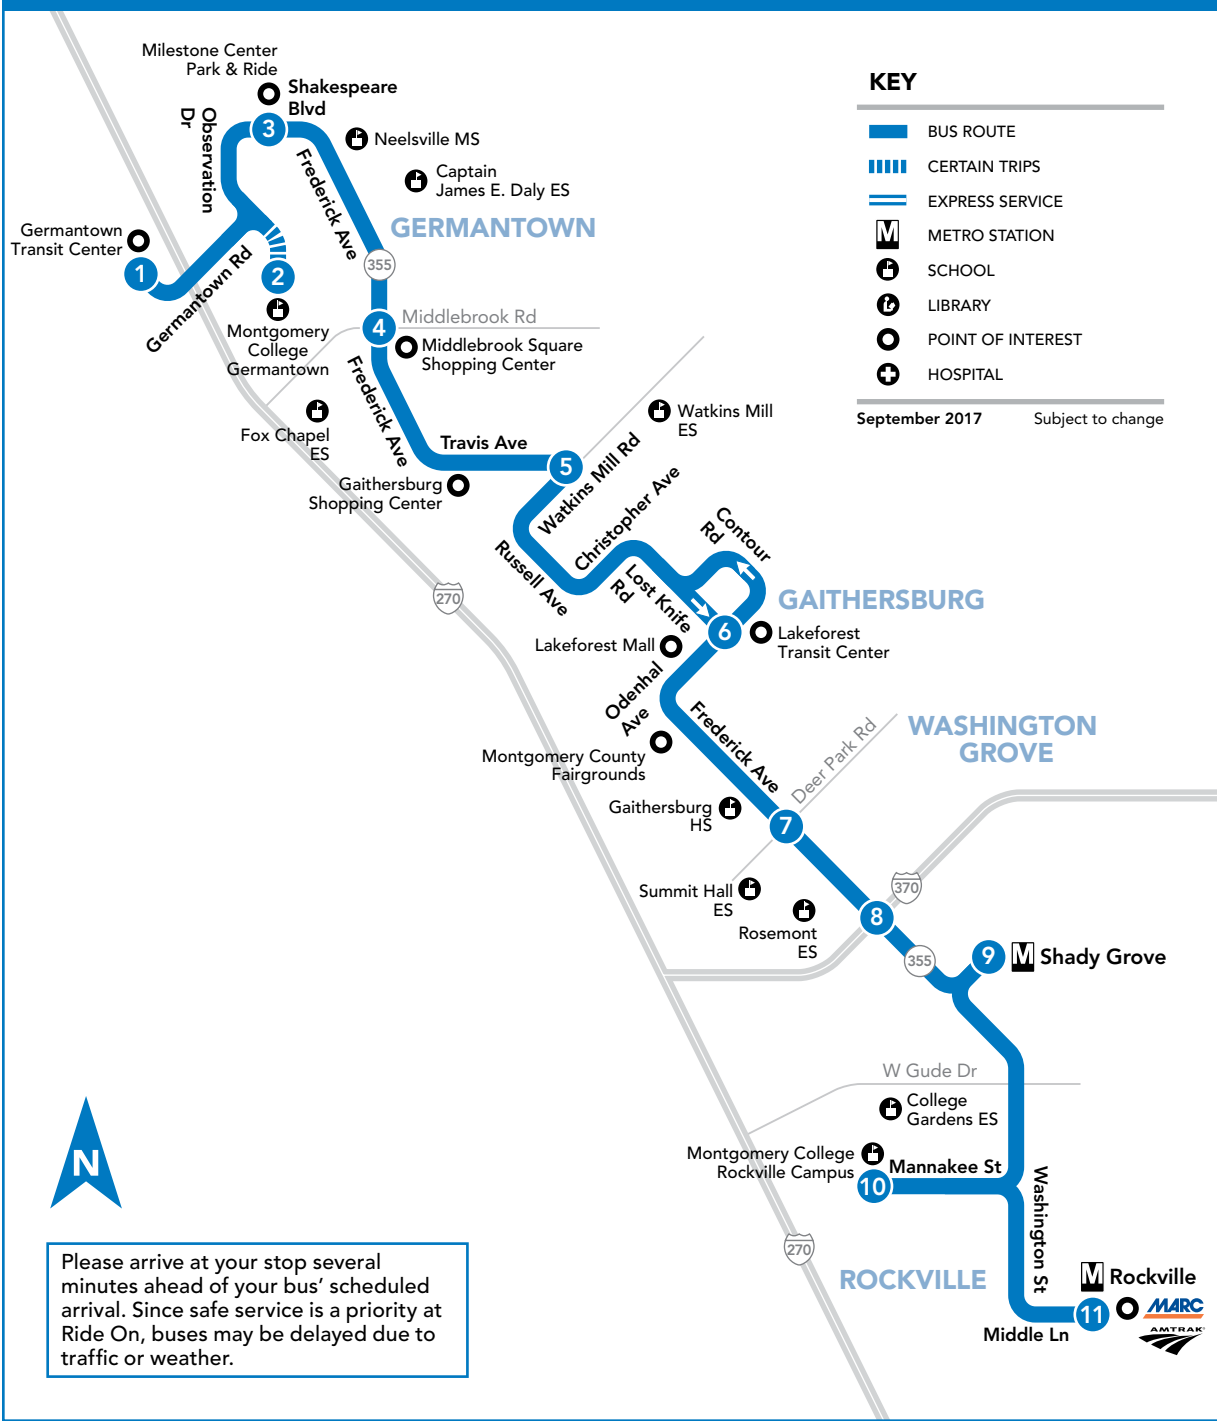 Milestone Center
Park & Ride
Shakespeare
Blvd
Observation
Dr
3
Neelsville MS
Frederick Ave
Captain
James E. Daly ES
GERMANTOWN
Germantown
Transit Center
1
2
Germantown Rd
355
Montgomery
College
Germantown
4
Middlebrook Rd
Middlebrook Square
Shopping Center
Frederick Ave
Fox Chapel
ES
Travis Ave
5
Watkins Mill
ES
Watkins Mill Rd
Gaithersburg
Shopping Center
Christopher Ave
Russell Ave
Lost Knife
Rd
Contour
Rd
270
GAITHERSBURG
6
Lakeforest Mall
Lakeforest
Transit Center
Odenhal
Ave
Frederick Ave
Montgomery County
Fairgrounds
Deer Park Rd
WASHINGTON
GROVE
Gaithersburg
HS
7
Summit Hall
ES
Rosemont
ES
370
8
355
9
M
Shady Grove
W Gude Dr
College
Gardens ES
Montgomery College
Rockville Campus
10
Mannakee St
Washington St
270
ROCKVILLE
M
Rockville
11
MARC
AMTRAK
Middle Ln
KEY
BUS ROUTE
CERTAIN TRIPS
EXPRESS SERVICE
M
METRO STATION
SCHOOL
LIBRARY
POINT OF INTEREST
HOSPITAL
September 2017 Subject to change
N
Please arrive at your stop several
minutes ahead of your bus’ scheduled
arrival. Since safe service is a priority at
Ride On, buses may be delayed due to
traffic or weather.